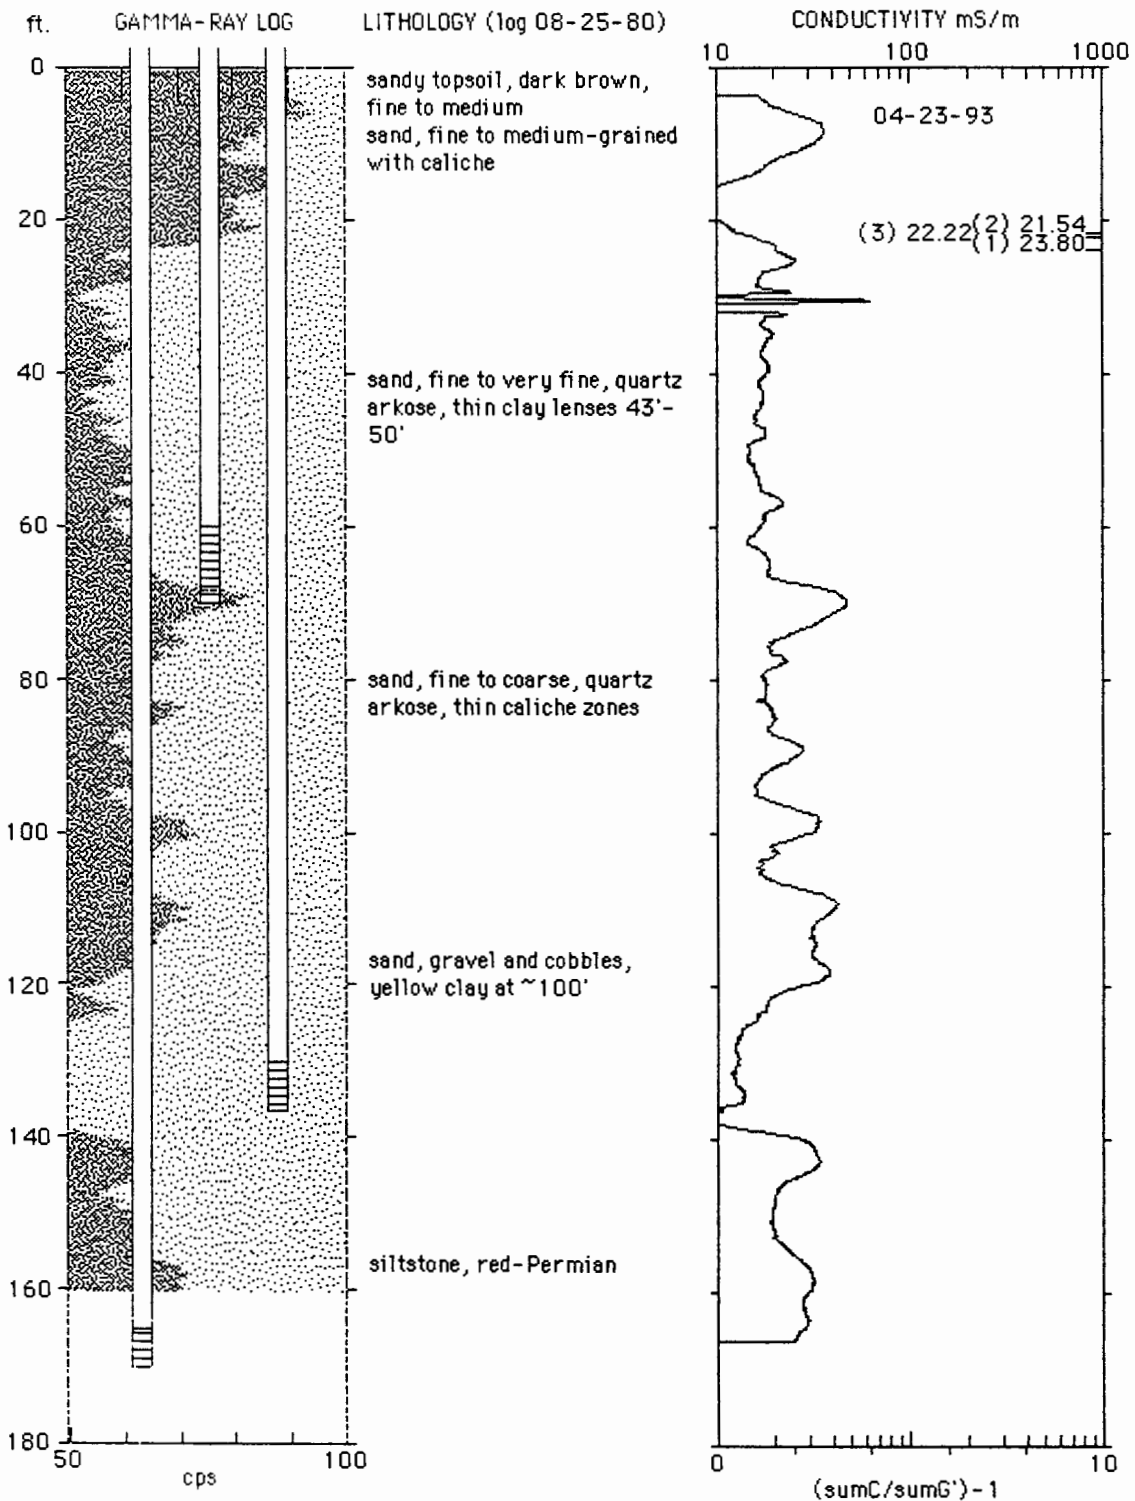 ft.
GAMMA-RAY LOG
LITHOLOGY (log 08-25-80)
CONDUCTIVITY mS/m
10 100 1000
0
sandy topsoil, dark brown,
fine to medium
sand, fine to medium-grained
with caliche
04-23-93
20
(3) 22.22 (2) 21.54
(1) 23.80
40
sand, fine to very fine, quartz
arkose, thin clay lenses 43'-
50'
60
80
sand, fine to coarse, quartz
arkose, thin caliche zones
100
120
sand, gravel and cobbles,
yellow clay at ~100'
140
160
siltstone, red-Permian
180
50 100
cps
0 10
(sumC/sumG')-1